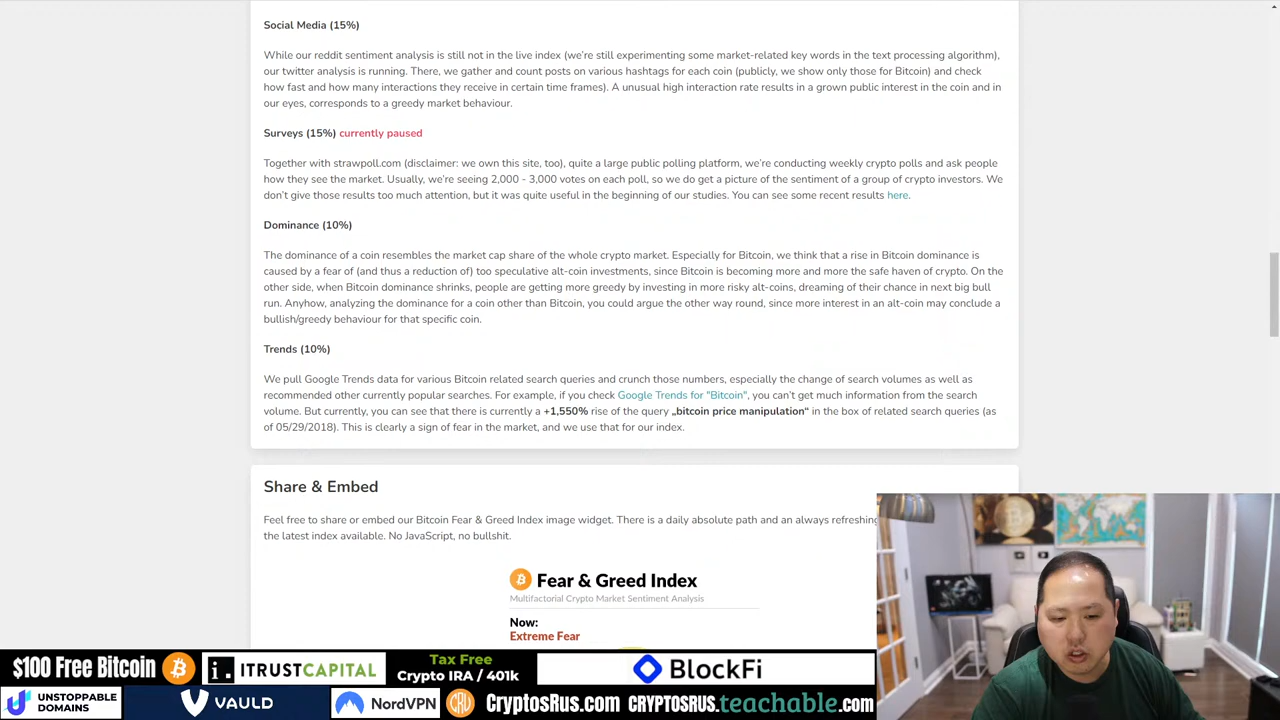 Social Media (15%)
While our reddit sentiment analysis is still not in the live index (we're still experimenting some market-related key words in the text processing algorithm),
our twitter analysis is running. There, we gather and count posts on various hashtags for each coin (publicly, we show only those for Bitcoin) and check
how fast and how many interactions they receive in certain time frames). A unusual high interaction rate results in a grown public interest in the coin and in
our eyes, corresponds to a greedy market behaviour.
Surveys (15%) currently paused
Together with strawpoll.com (disclaimer: we own this site, too), quite a large public polling platform, we're conducting weekly crypto polls and ask people
how they see the market. Usually, we're seeing 2,000 - 3,000 votes on each poll, so we do get a picture of the sentiment of a group of crypto investors. We
don't give those results too much attention, but it was quite useful in the beginning of our studies. You can see some recent results here.
Dominance (10%)
The dominance of a coin resembles the market cap share of the whole crypto market. Especially for Bitcoin, we think that a rise in Bitcoin dominance is
caused by a fear of (and thus a reduction of) too speculative alt-coin investments, since Bitcoin is becoming more and more the safe haven of crypto. On the
other side, when Bitcoin dominance shrinks, people are getting more greedy by investing in more risky alt-coins, dreaming of their chance in next big bull
run. Anyhow, analyzing the dominance for a coin other than Bitcoin, you could argue the other way round, since more interest in an alt-coin may conclude a
bullish/greedy behaviour for that specific coin.
Trends (10%)
We pull Google Trends data for various Bitcoin related search queries and crunch those numbers, especially the change of search volumes as well as
recommended other currently popular searches. For example, if you check Google Trends for "Bitcoin", you can't get much information from the search
volume. But currently, you can see that there is currently a +1,550% rise of the query „bitcoin price manipulation“ in the box of related search queries (as
of 05/29/2018). This is clearly a sign of fear in the market, and we use that for our index.
Share & Embed
Feel free to share or embed our Bitcoin Fear & Greed Index image widget. There is a daily absolute path and an always refreshing
the latest index available. No JavaScript, no bullshit.
Fear & Greed Index
Multifactorial Crypto Market Sentiment Analysis
Now:
Extreme Fear
$100 Free Bitcoin
i. ITRUSTCAPITAL
Tax Free
Crypto IRA / 401k
BlockFi
UNSTOPPABLE
DOMAINS
VAULD
NordVPN
CRU
CryptosRus.com
CRYPTOSRUS.teachable.com